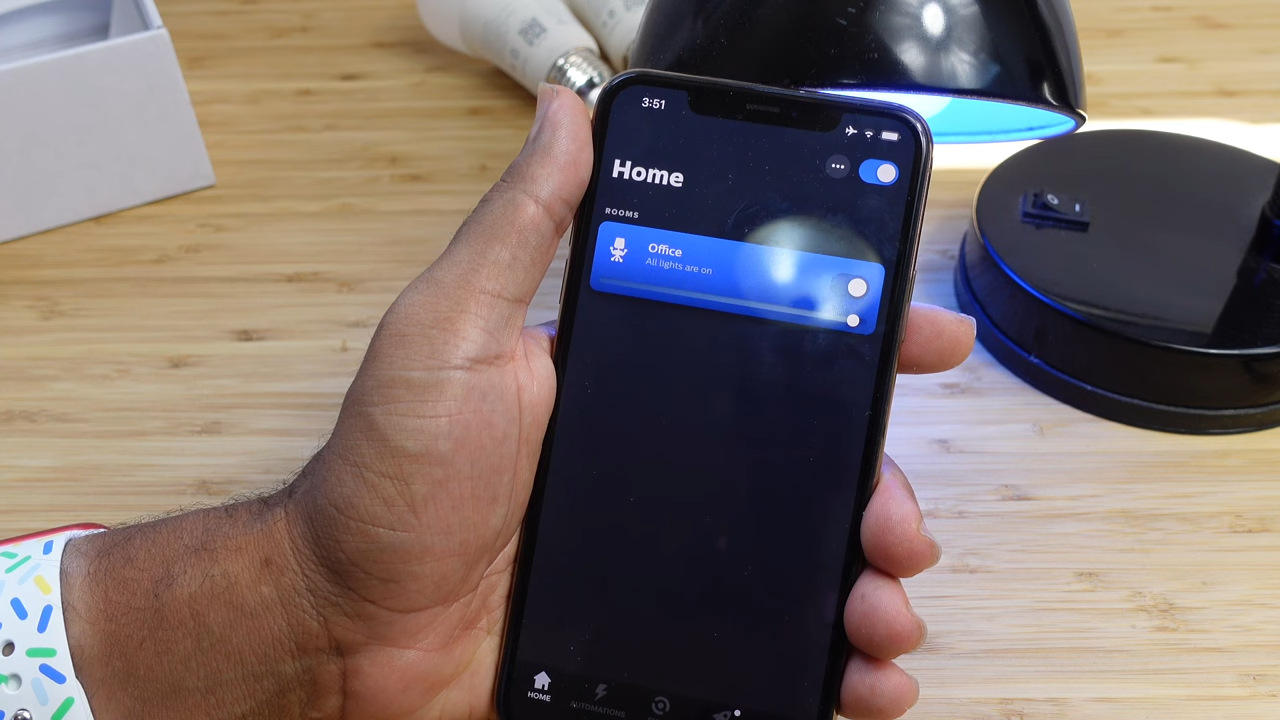 3:51
Home
ROOMS
Office
All lights are on
HOME
AUTOMATIONS